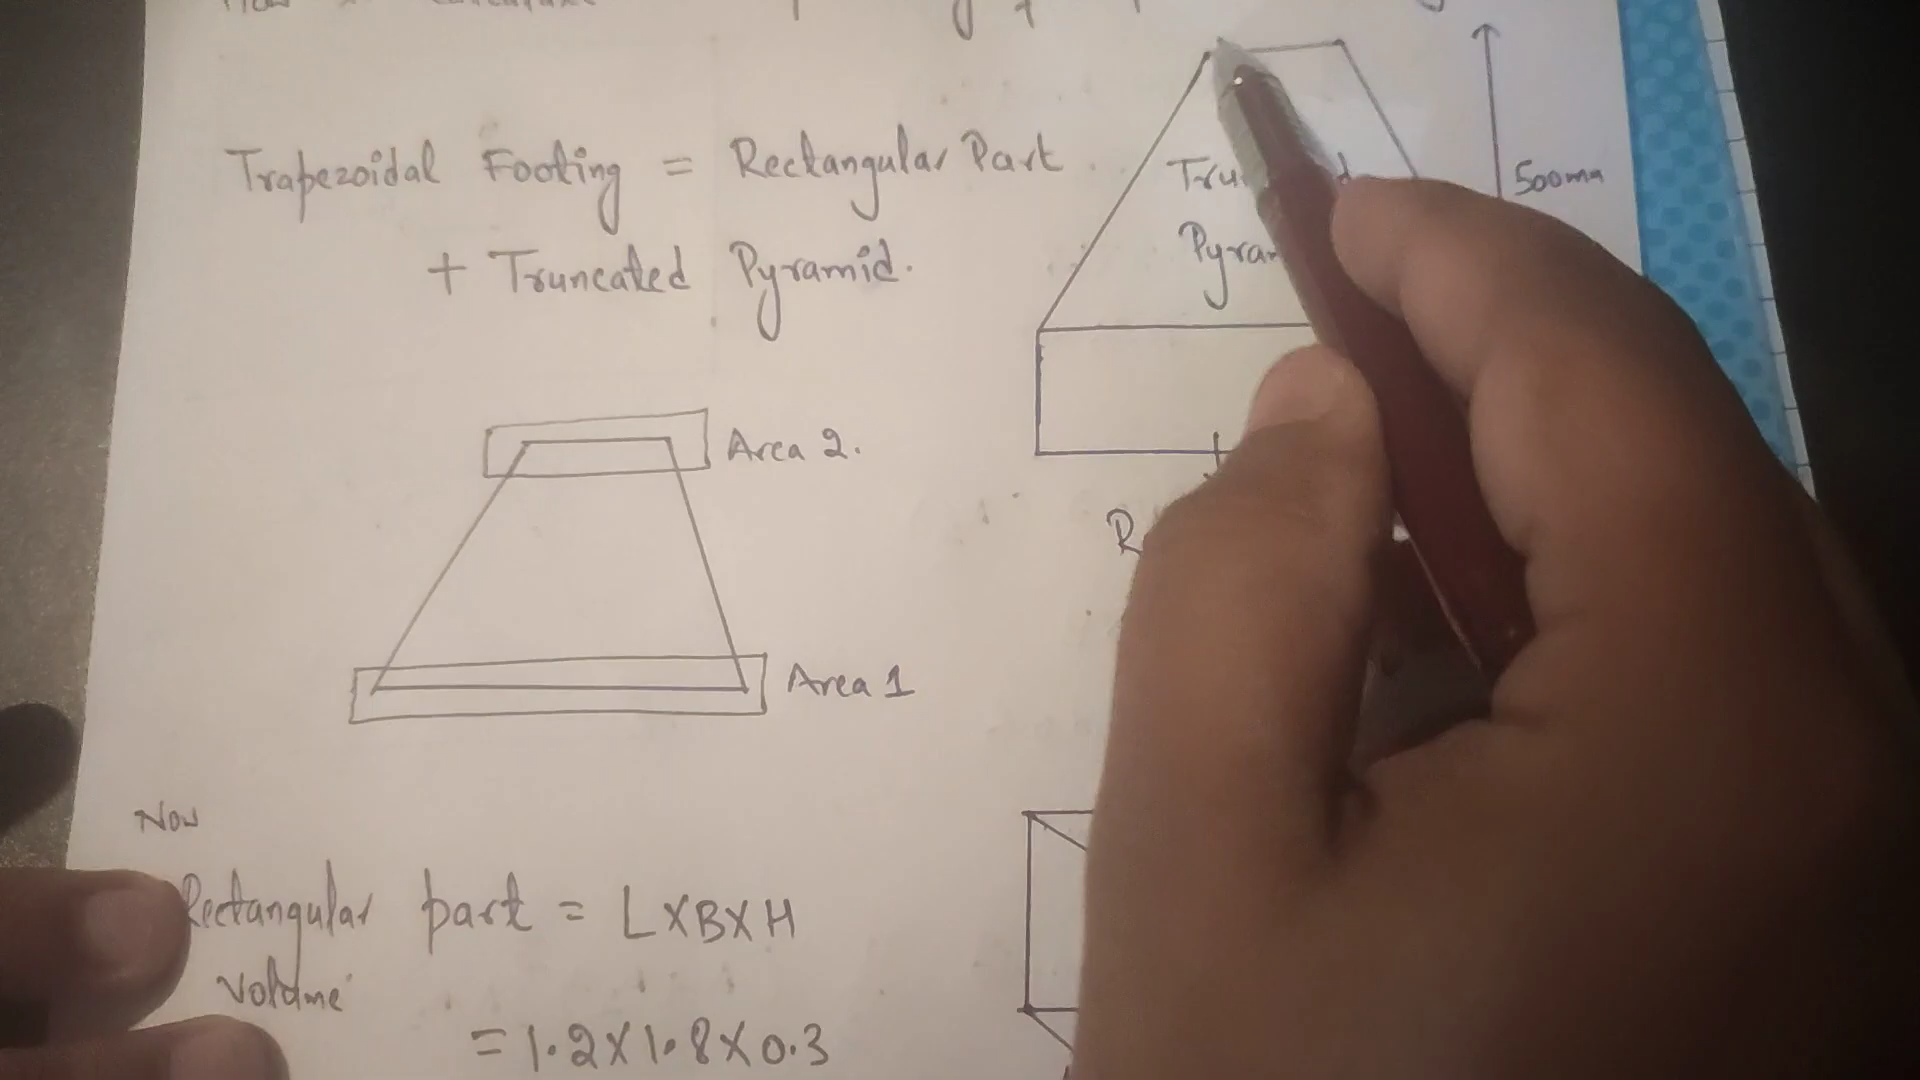 Trapezoidal Footing = Rectangular Part
+ Truncated Pyramid.
500mm
Area 2.
Area 1
Now
Rectangular part = L×B×H
volume
= 1.2×1.8×0.3